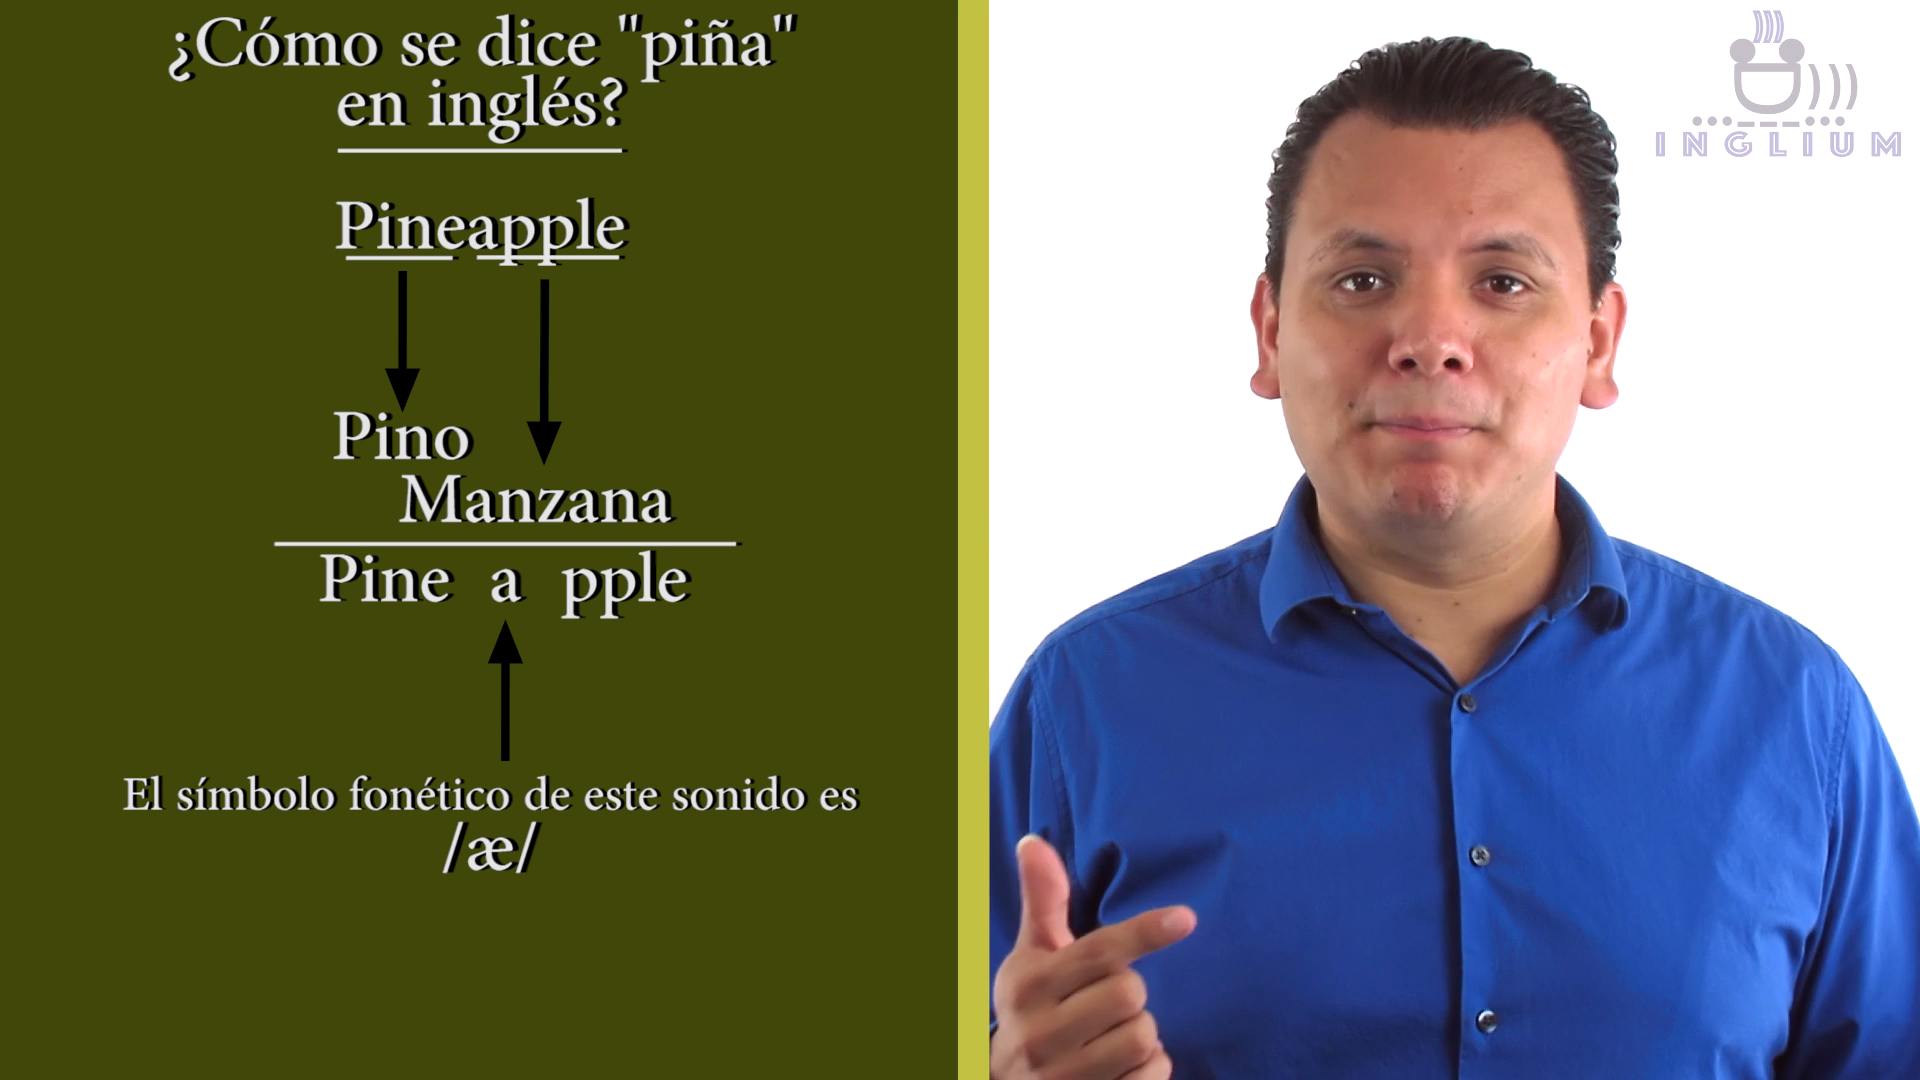 ¿Cómo se dice "piña"
en inglés?
Pineapple
Pino
Manzana
Pine a pple
El símbolo fonético de este sonido es
/æ/
INGLIUM